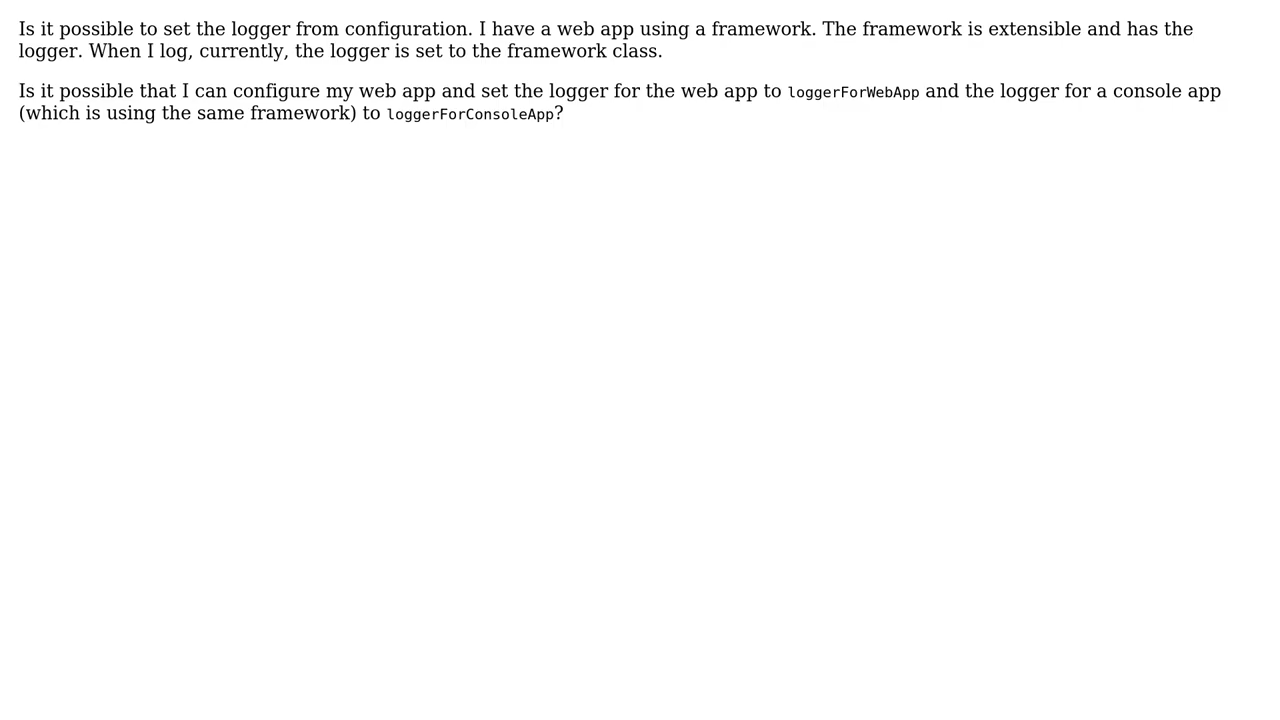 Is it possible to set the logger from configuration. I have a web app using a framework. The framework is extensible and has the
logger. When I log, currently, the logger is set to the framework class.
Is it possible that I can configure my web app and set the logger for the web app to loggerForWebApp and the logger for a console app
(which is using the same framework) to loggerForConsoleApp?